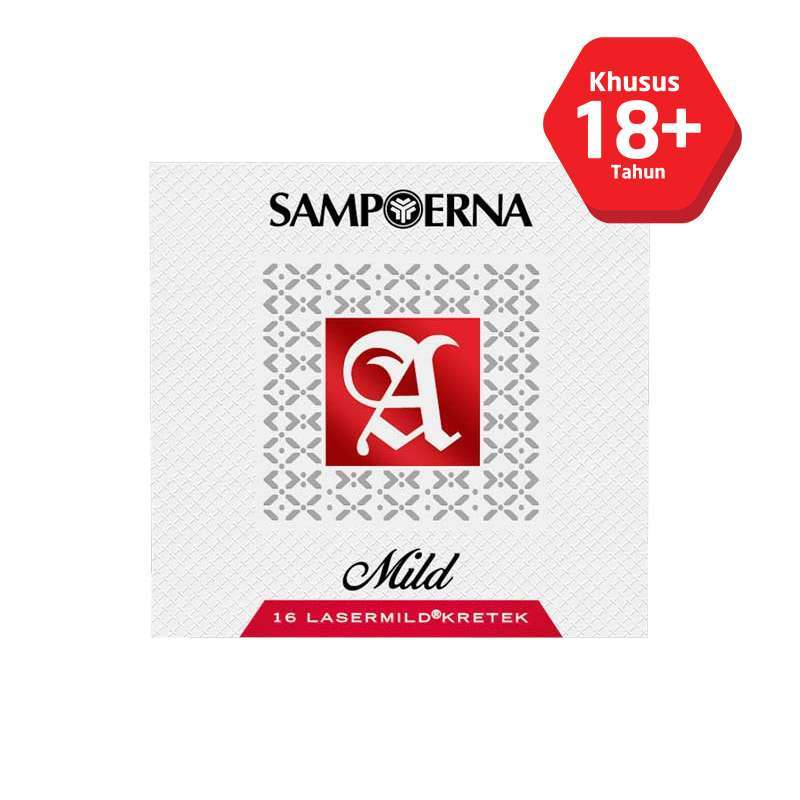 Khusus
18+
Tahun
SAMPOERNA
A
Mild
16 LASERMILD®KRETEK